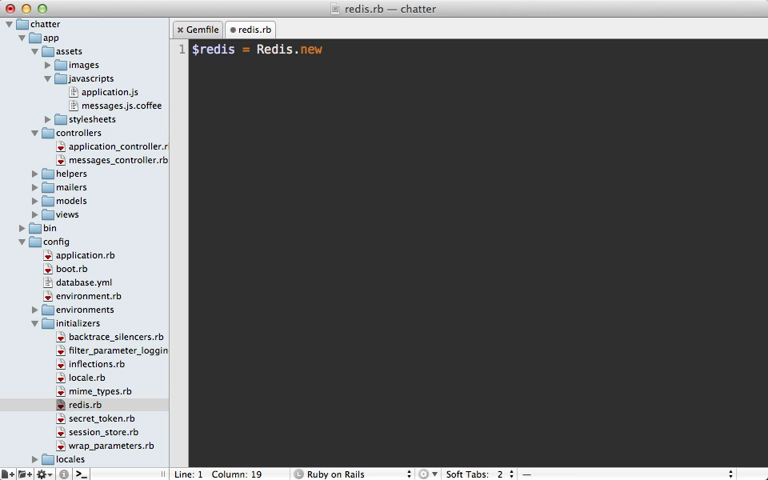 redis.rb — chatter
chatter
app
assets
images
javascripts
application.js
messages.js.coffee
stylesheets
controllers
application_controller.r
messages_controller.rb
helpers
mailers
models
views
bin
config
application.rb
boot.rb
database.yml
environment.rb
environments
initializers
backtrace_silencers.rb
filter_parameter_loggin
inflections.rb
locale.rb
mime_types.rb
redis.rb
secret_token.rb
session_store.rb
wrap_parameters.rb
locales
Gemfile
redis.rb
1 $redis = Redis.new
Line: 1 Column: 19
Ruby on Rails
Soft Tabs: 2
—